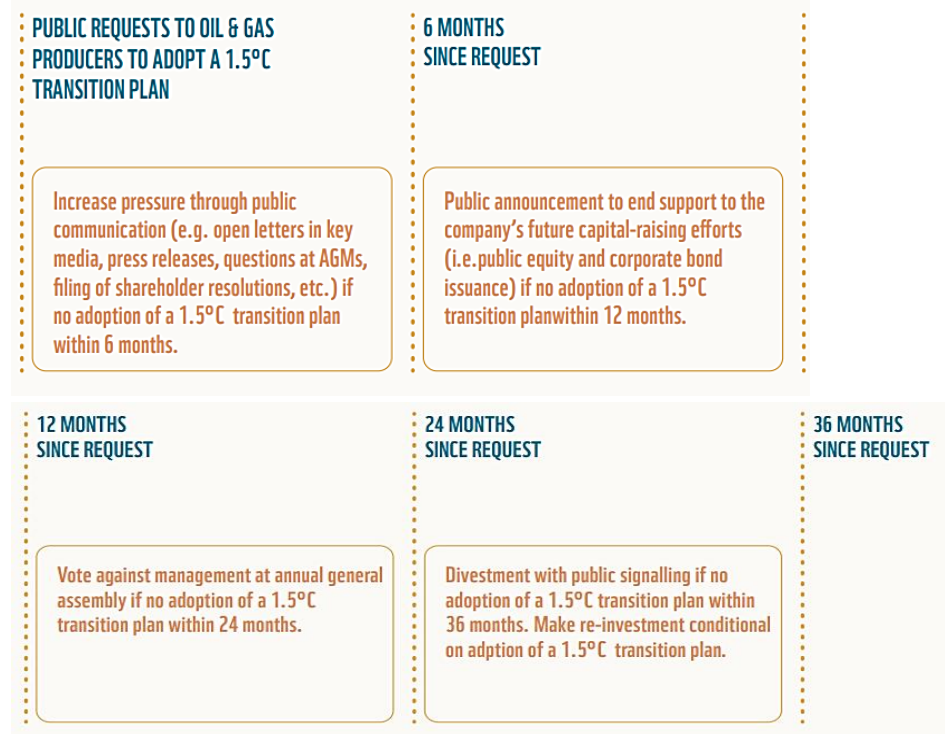 PUBLIC REQUESTS TO OIL & GAS
PRODUCERS TO ADOPT A 1.5ºC
TRANSITION PLAN
Increase pressure through public
communication (e.g. open letters in key
media, press releases, questions at AGMs,
filing of shareholder resolutions, etc.) if
no adoption of a 1.5ºC transition plan
within 6 months.
6 MONTHS
SINCE REQUEST
Public announcement to end support to the
company's future capital-raising efforts
(i.e.public equity and corporate bond
issuance) if no adoption of a 1.5ºC
transition planwithin 12 months.
12 MONTHS
SINCE REQUEST
Vote against management at annual general
assembly if no adoption of a 1.5ºC
transition plan within 24 months.
24 MONTHS
SINCE REQUEST
Divestment with public signalling if no
adoption of a 1.5ºC transition plan within
36 months. Make re-investment conditional
on adption of a 1.5ºC transition plan.
36 MONTHS
SINCE REQUEST